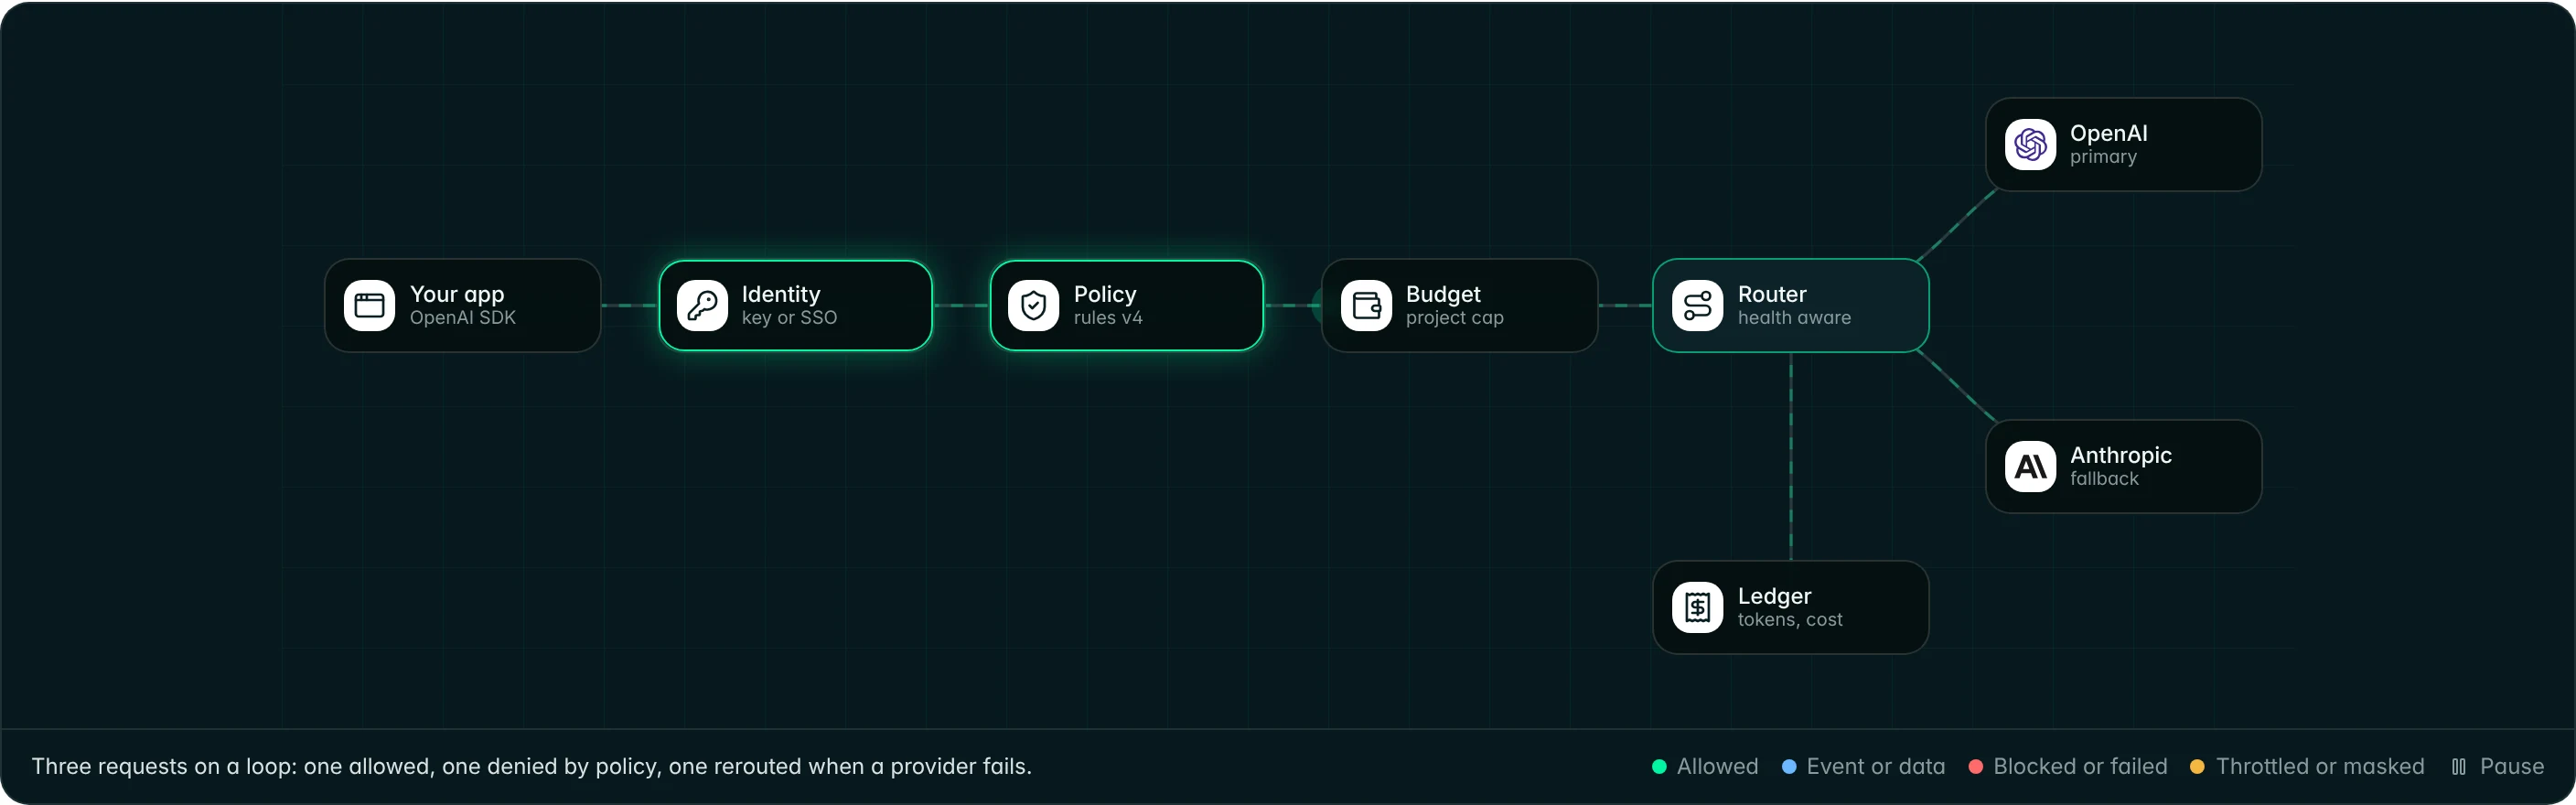 OpenAI
primary
Your app
OpenAI SDK
Identity
key or SSO
Policy
rules v4
Budget
project cap
Router
health aware
Anthropic
fallback
Ledger
tokens, cost
Three requests on a loop: one allowed, one denied by policy, one rerouted when a provider fails.
Allowed
Event or data
Blocked or failed
Throttled or masked
Pause